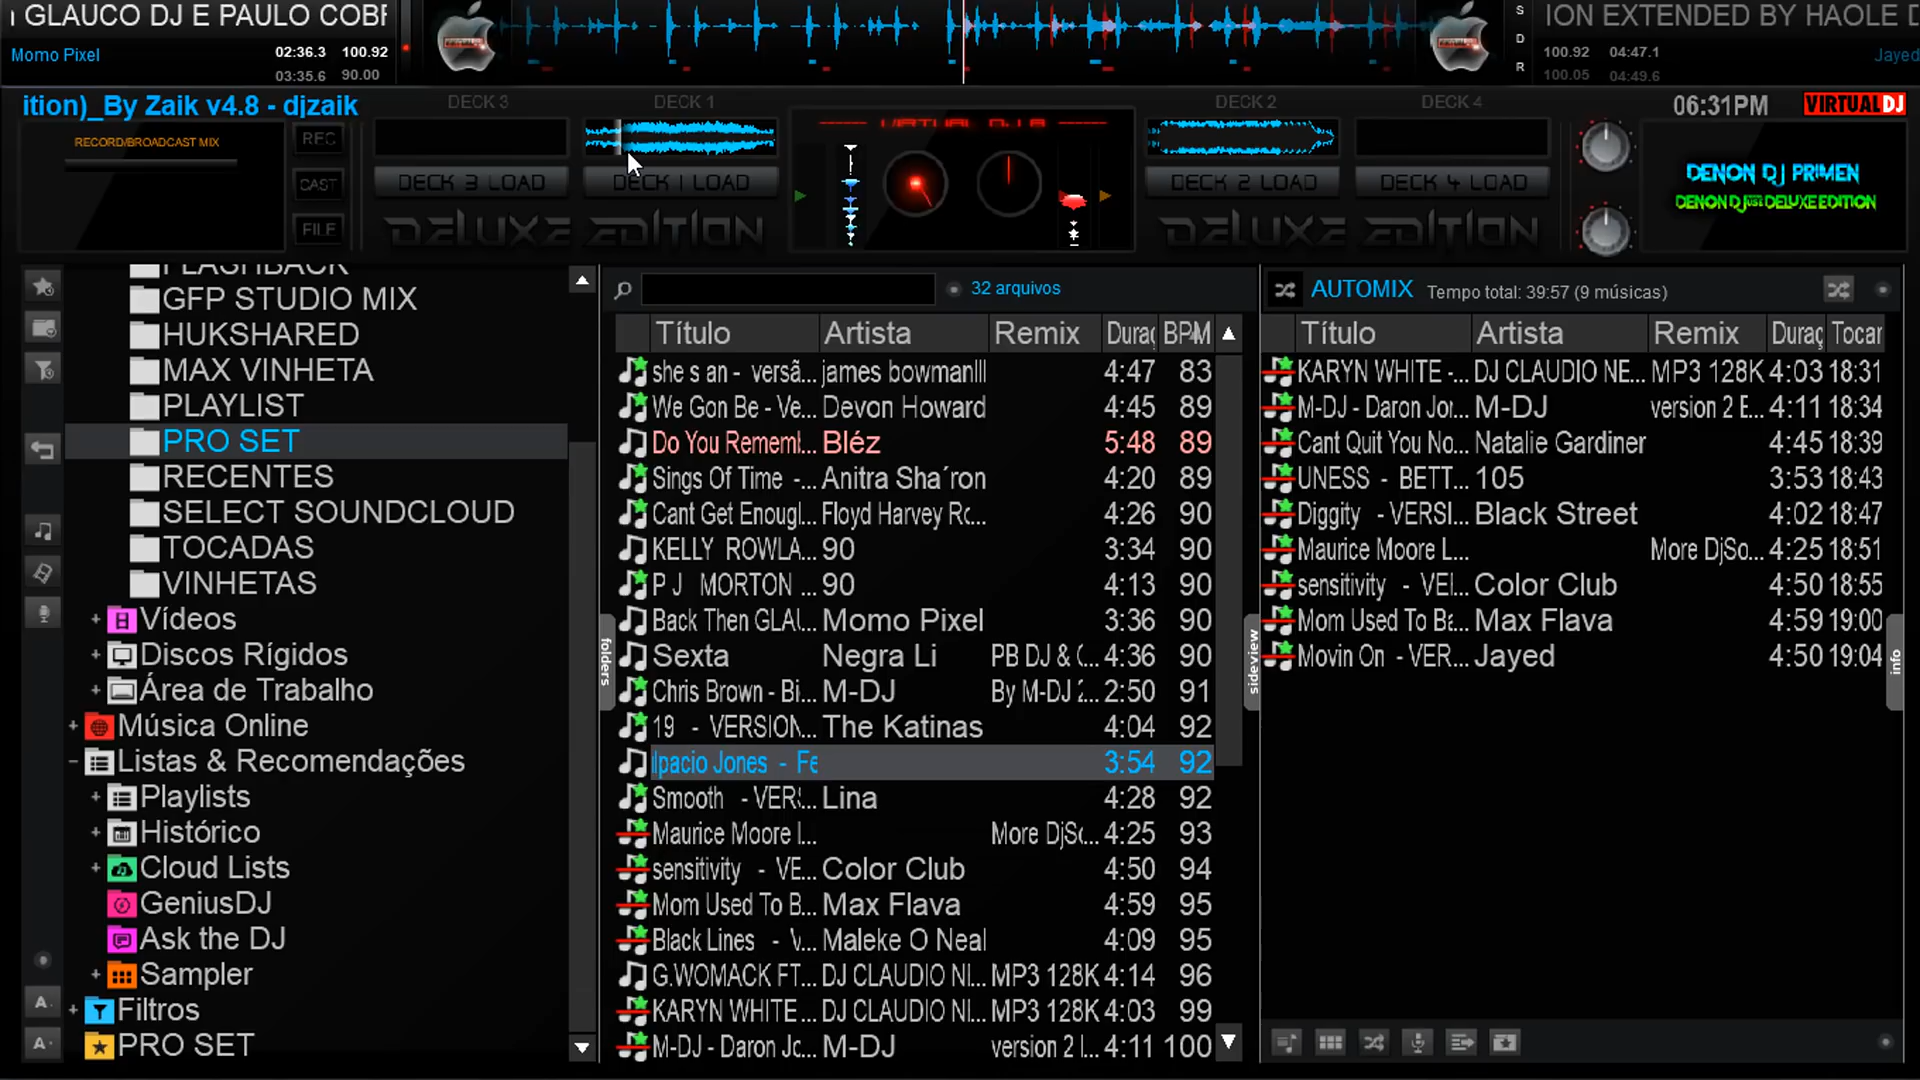 GLAUCO DJ E PAULO COBF
Momo Pixel
02:36.3 100.92
03:35.6 90.00
S
D
R
ION EXTENDED BY HAOLE D
100.92 04:47.1
100.05 04:49.6
Jayed
ition)_By Zaik v4.8 - djzaik
DECK 3
DECK 1
DECK 2
DECK 4
06:31PM
VIRTUALDJ
RECORD/BROADCAST MIX
REC
CAST
FILE
VIRTUAL DJ 8
DECK 3 LOAD
DECK 1 LOAD
DECK 2 LOAD
DECK 4 LOAD
DELUXE EDITION
DELUXE EDITION
DENON DJ PRIMEN
DENON DJ DELUXE EDITION
FLASHBACK
GFP STUDIO MIX
HUKSHARED
MAX VINHETA
PLAYLIST
PRO SET
RECENTES
SELECT SOUNDCLOUD
TOCADAS
VINHETAS
Vídeos
Discos Rígidos
Área de Trabalho
Música Online
Listas & Recomendações
Playlists
Histórico
Cloud Lists
GeniusDJ
Ask the DJ
Sampler
Filtros
PRO SET
folders
32 arquivos
Título Artista Remix Duraç BPM
she s an - versã... james bowmanlll 4:47 83
We Gon Be - Ve... Devon Howard 4:45 89
Do You Rememb... Bléz 5:48 89
Sings Of Time -... Anitra Sha´ron 4:20 89
Cant Get Enougl... Floyd Harvey Rc... 4:26 90
KELLY ROWLA... 90 3:34 90
P J MORTON ... 90 4:13 90
Back Then GLAU... Momo Pixel 3:36 90
Sexta Negra Li PB DJ & C... 4:36 90
Chris Brown - Bi... M-DJ By M-DJ 2... 2:50 91
19 - VERSION... The Katinas 4:04 92
lpacio Jones - Fe 3:54 92
Smooth - VERS... Lina 4:28 92
Maurice Moore l... More DjSo... 4:25 93
sensitivity - VE... Color Club 4:50 94
Mom Used To B... Max Flava 4:59 95
Black Lines - V... Maleke O Neal 4:09 95
G.WOMACK FT... DJ CLAUDIO NI... MP3 128K 4:14 96
KARYN WHITE ... DJ CLAUDIO NI... MP3 128K 4:03 99
M-DJ - Daron Jo... M-DJ version 2 l... 4:11 100
sideview
AUTOMIX Tempo total: 39:57 (9 músicas)
Título Artista Remix Duraç Tocar
KARYN WHITE -... DJ CLAUDIO NE... MP3 128K 4:03 18:31
M-DJ - Daron Jor... M-DJ version 2 E... 4:11 18:34
Cant Quit You No... Natalie Gardiner 4:45 18:39
UNESS - BETT... 105 3:53 18:43
Diggity - VERSI... Black Street 4:02 18:47
Maurice Moore L... More DjSo... 4:25 18:51
sensitivity - VEI... Color Club 4:50 18:55
Mom Used To Ba... Max Flava 4:59 19:00
Movin On - VER... Jayed 4:50 19:04
info